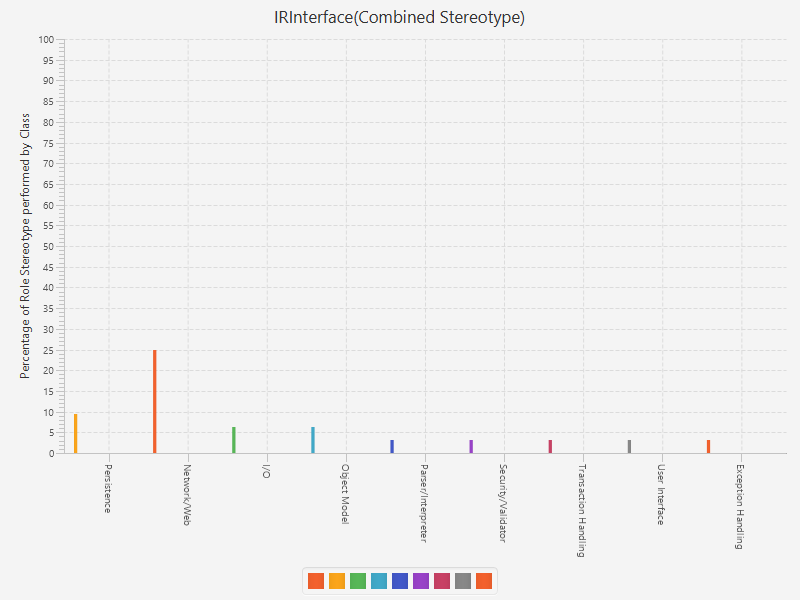 IRInterface(Combined Stereotype)
Percentage of Role Stereotype performed by Class
100
95
90
85
80
75
70
65
60
55
50
45
40
35
30
25
20
15
10
5
0
Persistence
Network/Web
I/O
Object Model
Parser/Interpreter
Security/Validator
Transaction Handling
User Interface
Exception Handling